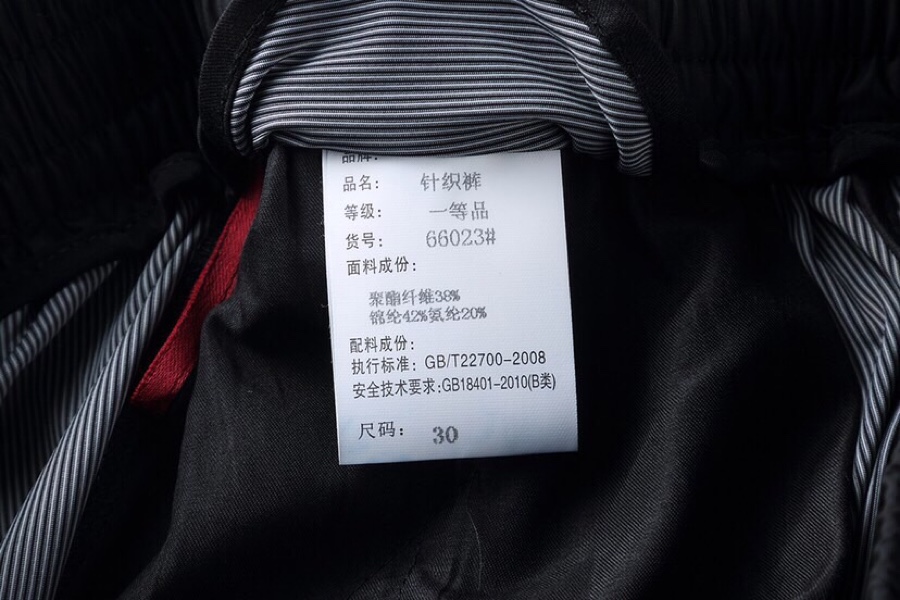 品牌:
品名: 针织裤
等级: 一等品
货号: 66023#
面料成份:
聚酯纤维38%
锦纶42%氨纶20%
配料成份:
执行标准: GB/T22700-2008
安全技术要求:GB18401-2010(B类)
尺码: 30